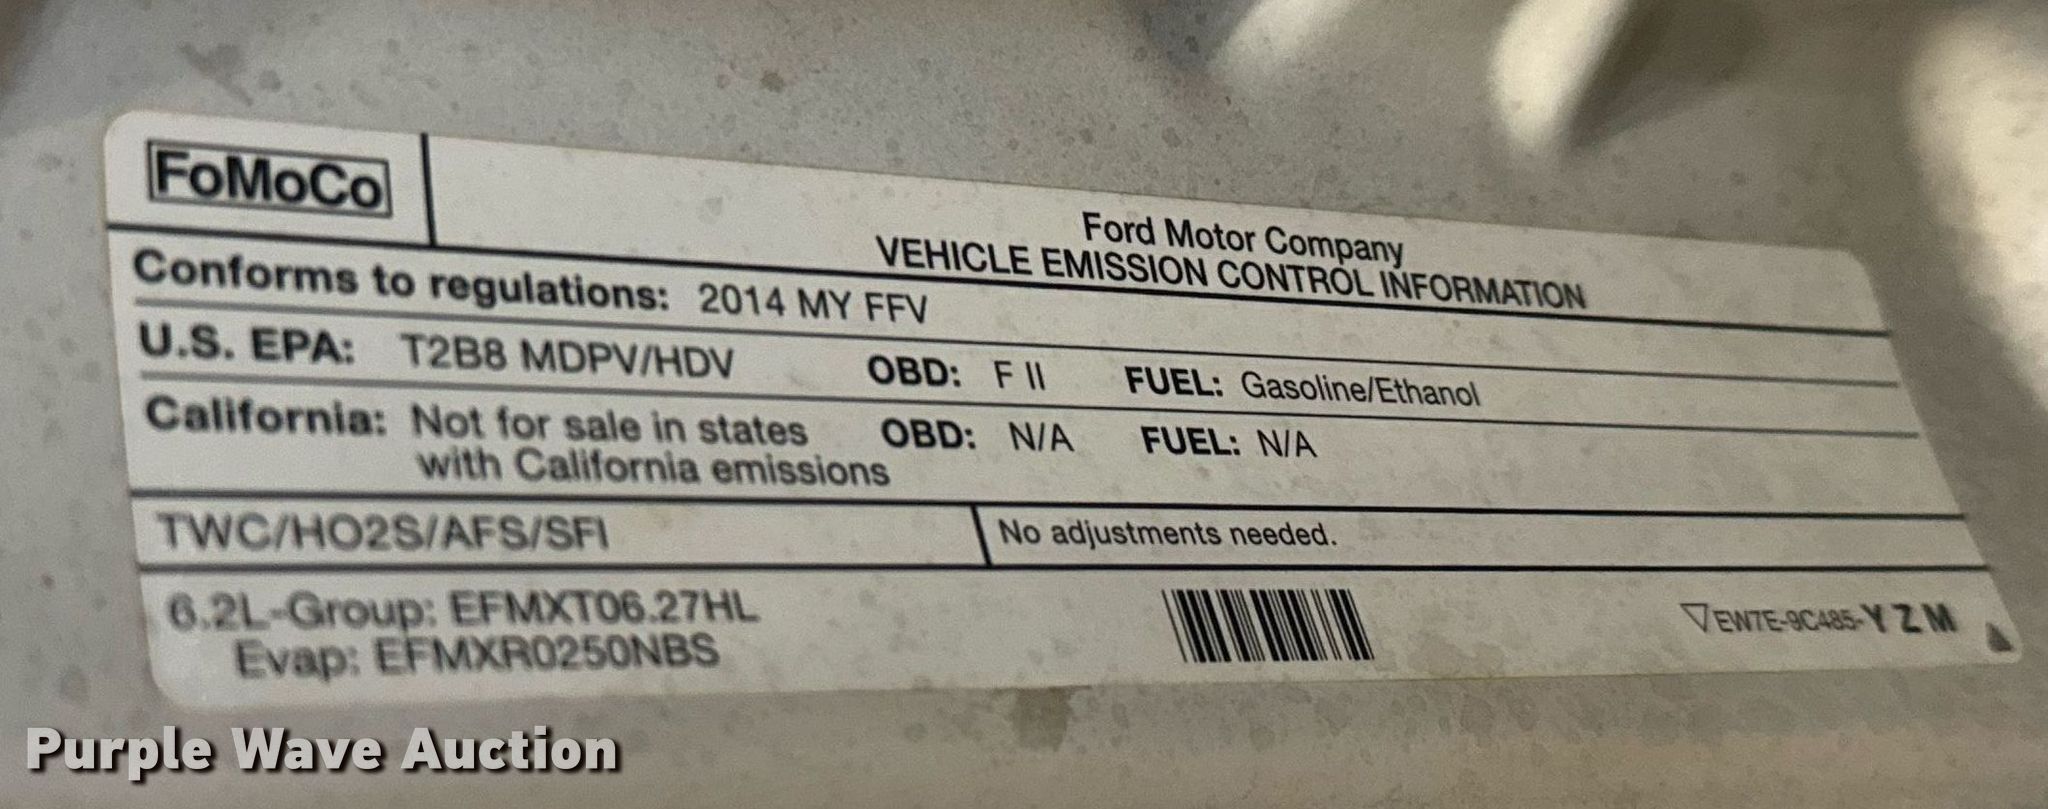 FoMoCo
Ford Motor Company
VEHICLE EMISSION CONTROL INFORMATION
Conforms to regulations: 2014 MY FFV
U.S. EPA: T2B8 MDPV/HDV OBD: F II FUEL: Gasoline/Ethanol
California: Not for sale in states OBD: N/A FUEL: N/A
with California emissions
TWC/HO2S/AFS/SFI No adjustments needed.
6.2L-Group: EFMXT06.27HL
Evap: EFMXR0250NBS
EW7E-9C485-YZM
Purple Wave Auction